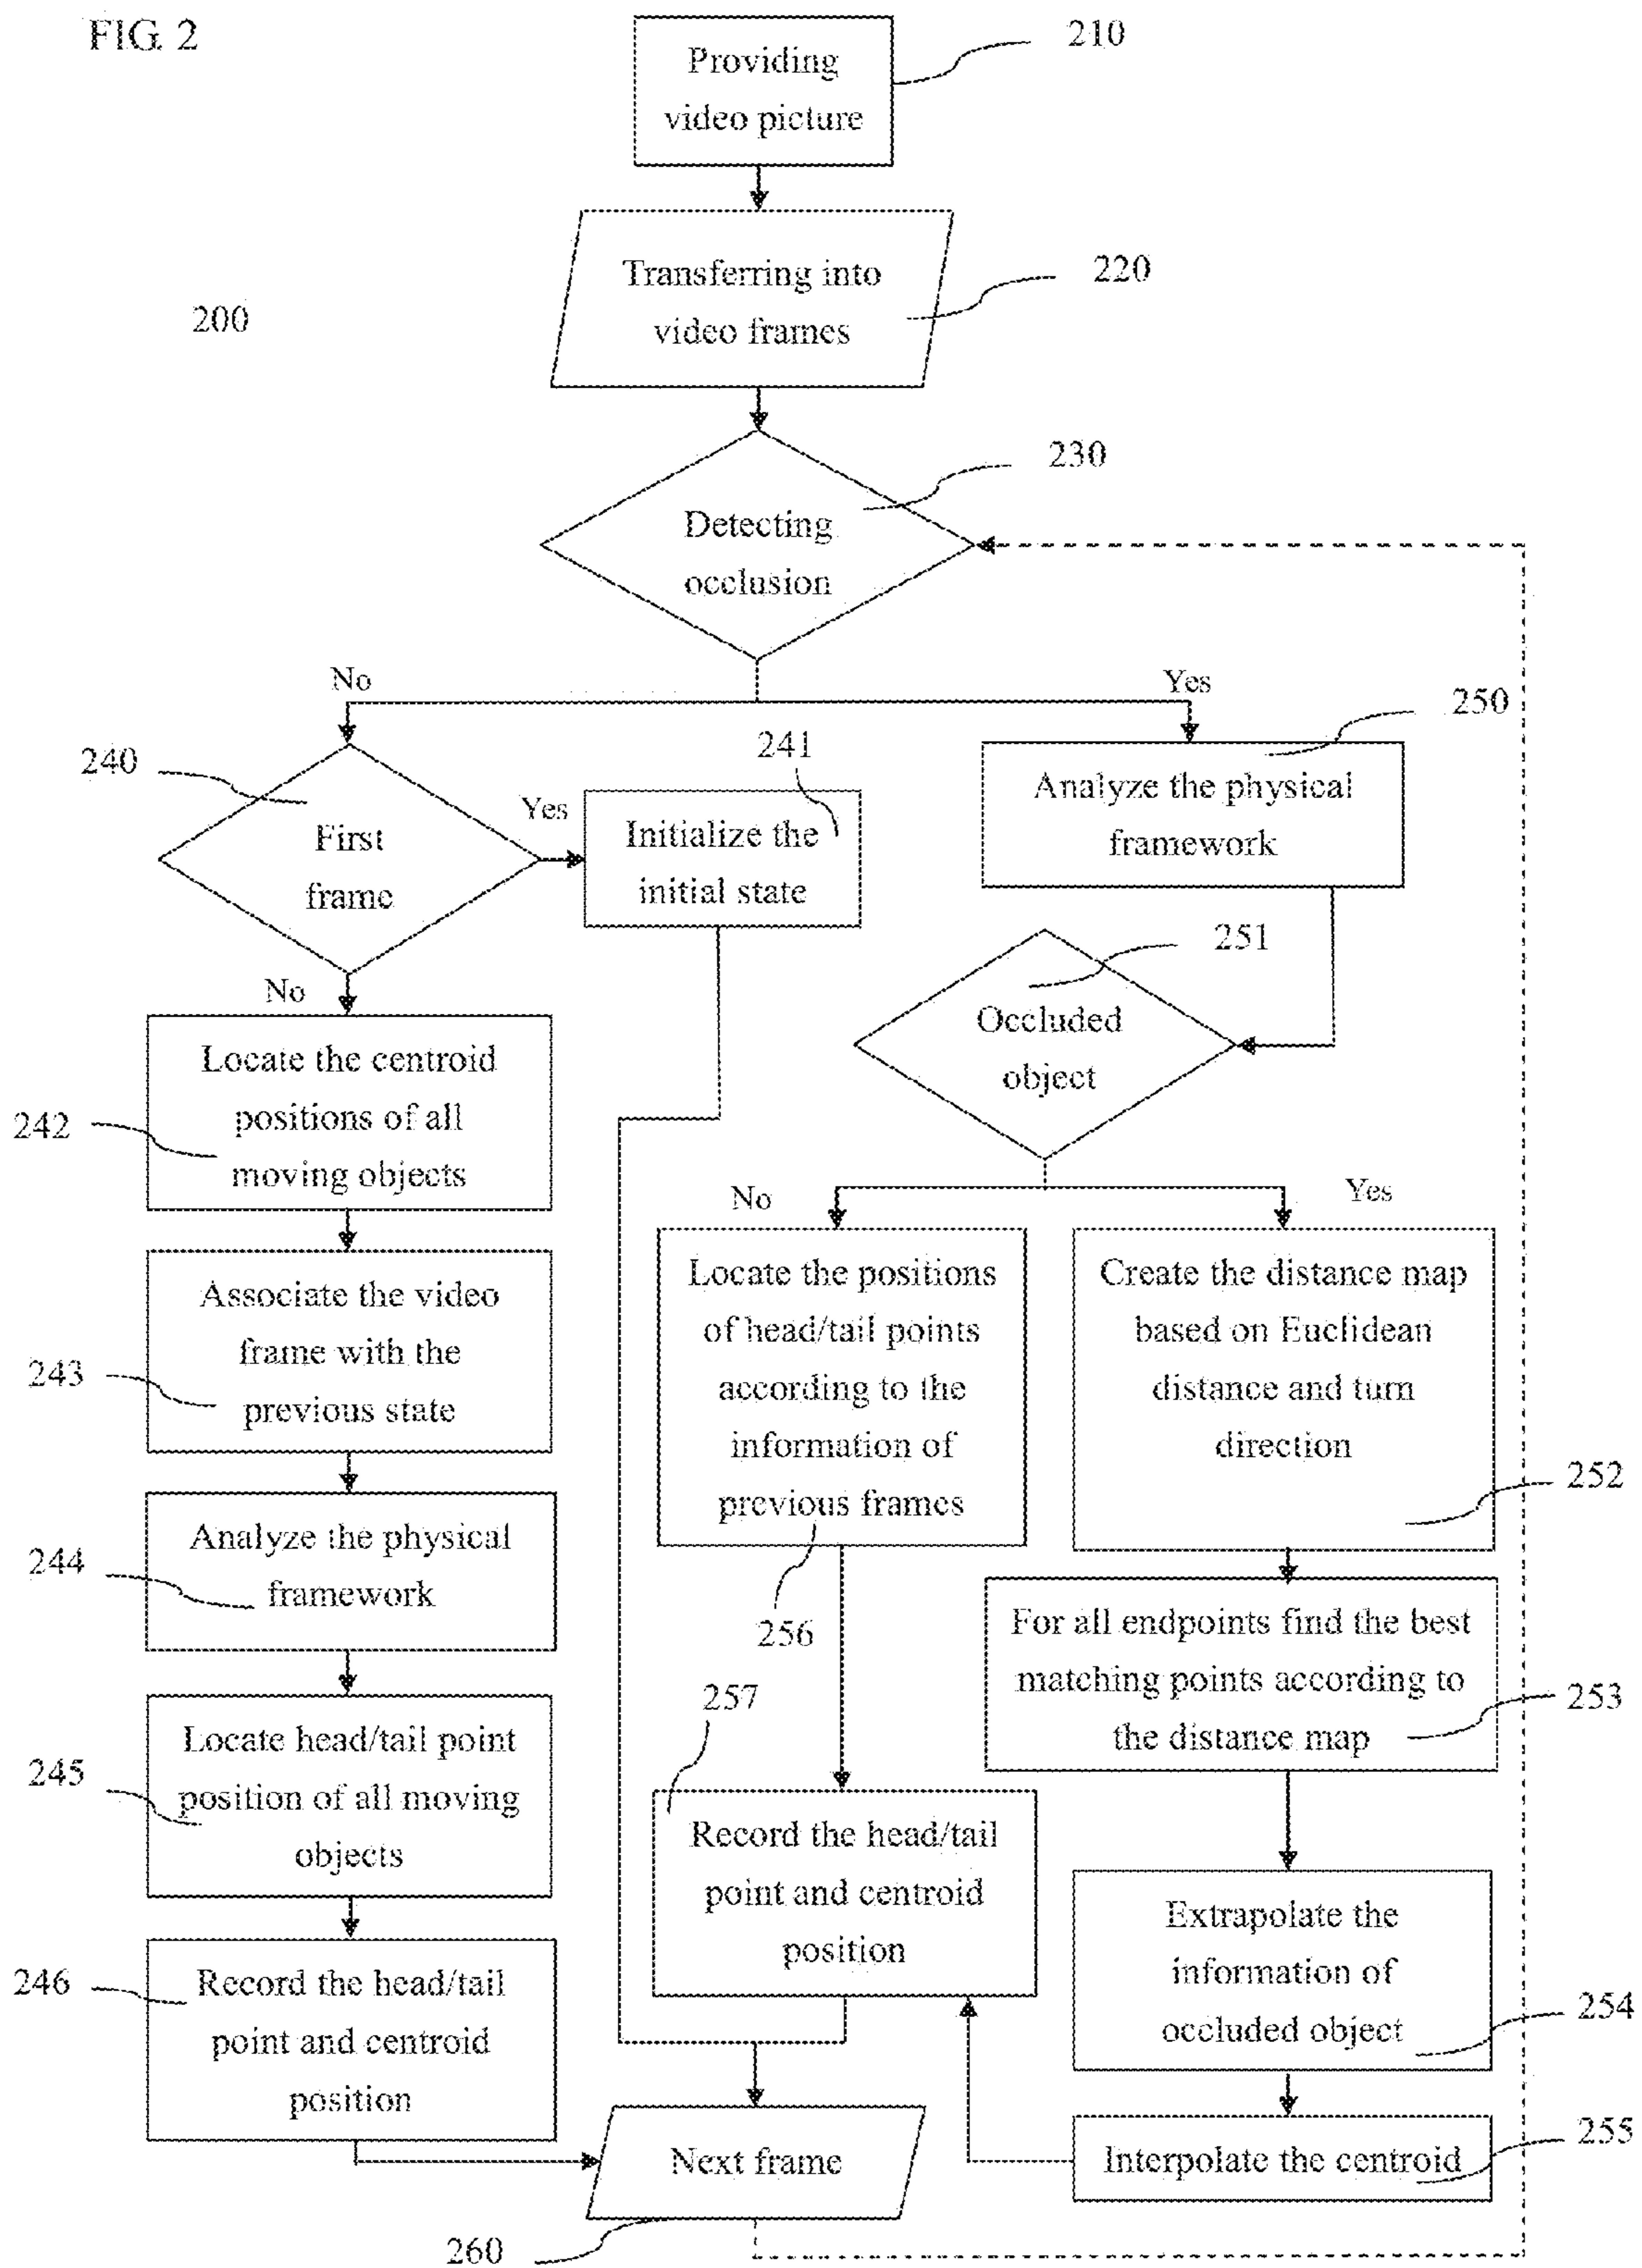 FIG. 2
210
Providing
video picture
220
Transferring into
video frames
200
230
Detecting
occlusion
No
Yes
250
240
241
Analyze the physical
framework
Yes
Initialize the
initial state
First
frame
251
No
Occluded
object
Locate the centroid
positions of all
moving objects
242
No
Yes
Associate the video
frame with the
previous state
243
Locate the positions
of head/tail points
according to the
information of
previous frames
Create the distance map
based on Euclidean
distance and turn
direction
252
244
Analyze the physical
framework
256
For all endpoints find the best
matching points according to
the distance map
253
257
245
Locate head/tail point
position of all moving
objects
Record the head/tail
point and centroid
position
Extrapolate the
information of
occluded object
254
246
Record the head/tail
point and centroid
position
255
Interpolate the centroid
Next frame
260